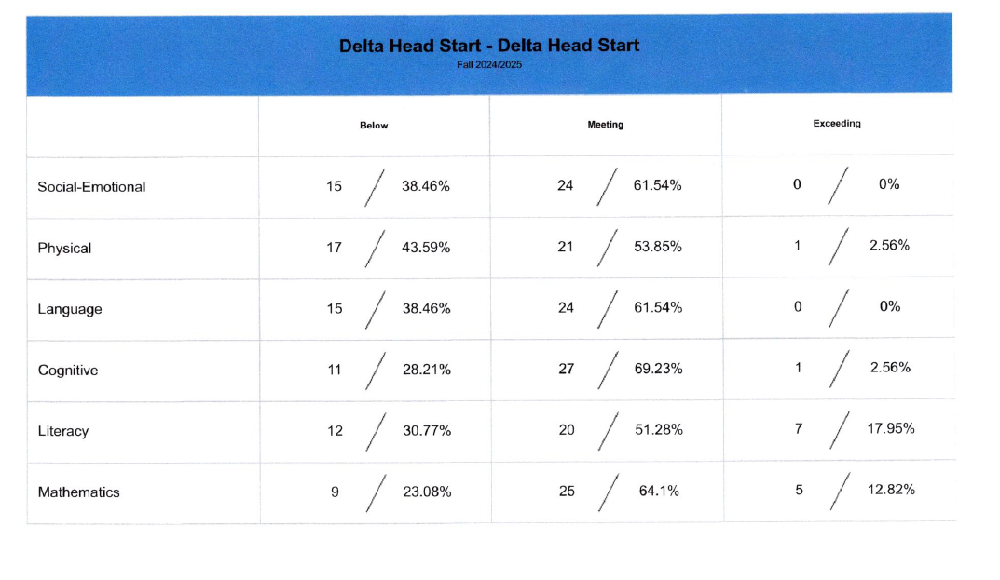 Delta Head Start - Delta Head Start
Fall 2024/2025
Below Meeting Exceeding
Social-Emotional 15 / 38.46% 24 / 61.54% 0 / 0%
Physical 17 / 43.59% 21 / 53.85% 1 / 2.56%
Language 15 / 38.46% 24 / 61.54% 0 / 0%
Cognitive 11 / 28.21% 27 / 69.23% 1 / 2.56%
Literacy 12 / 30.77% 20 / 51.28% 7 / 17.95%
Mathematics 9 / 23.08% 25 / 64.1% 5 / 12.82%